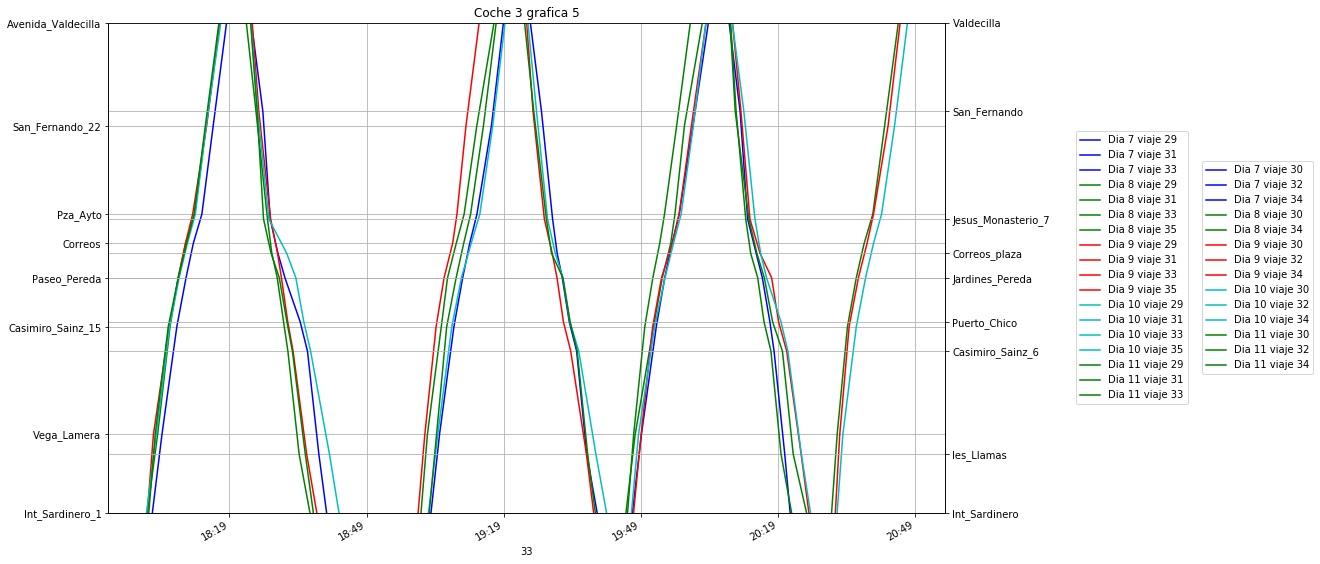 Coche 3 grafica 5
Avenida_Valdecilla
San_Fernando_22
Pza_Ayto
Correos
Paseo_Pereda
Casimiro_Sainz_15
Vega_Lamera
Int_Sardinero_1
Valdecilla
San_Fernando
Jesus_Monasterio_7
Correos_plaza
Jardines_Pereda
Puerto_Chico
Casimiro_Sainz_6
Ies_Llamas
Int_Sardinero
18:19
18:49
19:19
19:49
20:19
20:49
33
Dia 7 viaje 29
Dia 7 viaje 31
Dia 7 viaje 33
Dia 8 viaje 29
Dia 8 viaje 31
Dia 8 viaje 33
Dia 8 viaje 35
Dia 9 viaje 29
Dia 9 viaje 31
Dia 9 viaje 33
Dia 9 viaje 35
Dia 10 viaje 29
Dia 10 viaje 31
Dia 10 viaje 33
Dia 10 viaje 35
Dia 11 viaje 29
Dia 11 viaje 31
Dia 11 viaje 33
Dia 7 viaje 30
Dia 7 viaje 32
Dia 7 viaje 34
Dia 8 viaje 30
Dia 8 viaje 34
Dia 9 viaje 30
Dia 9 viaje 32
Dia 9 viaje 34
Dia 10 viaje 30
Dia 10 viaje 32
Dia 10 viaje 34
Dia 11 viaje 30
Dia 11 viaje 32
Dia 11 viaje 34